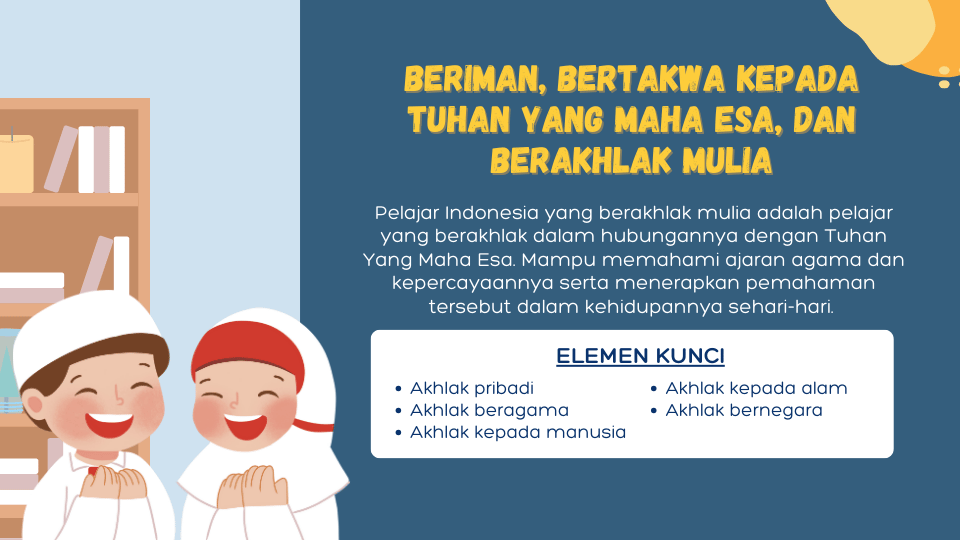 BERIMAN, BERTAKWA KEPADA
TUHAN YANG MAHA ESA, DAN
BERAKHLAK MULIA
Pelajar Indonesia yang berakhlak mulia adalah pelajar
yang berakhlak dalam hubungannya dengan Tuhan
Yang Maha Esa. Mampu memahami ajaran agama dan
kepercayaannya serta menerapkan pemahaman
tersebut dalam kehidupannya sehari-hari.
ELEMEN KUNCI
• Akhlak pribadi
• Akhlak beragama
• Akhlak kepada manusia
• Akhlak kepada alam
• Akhlak bernegara